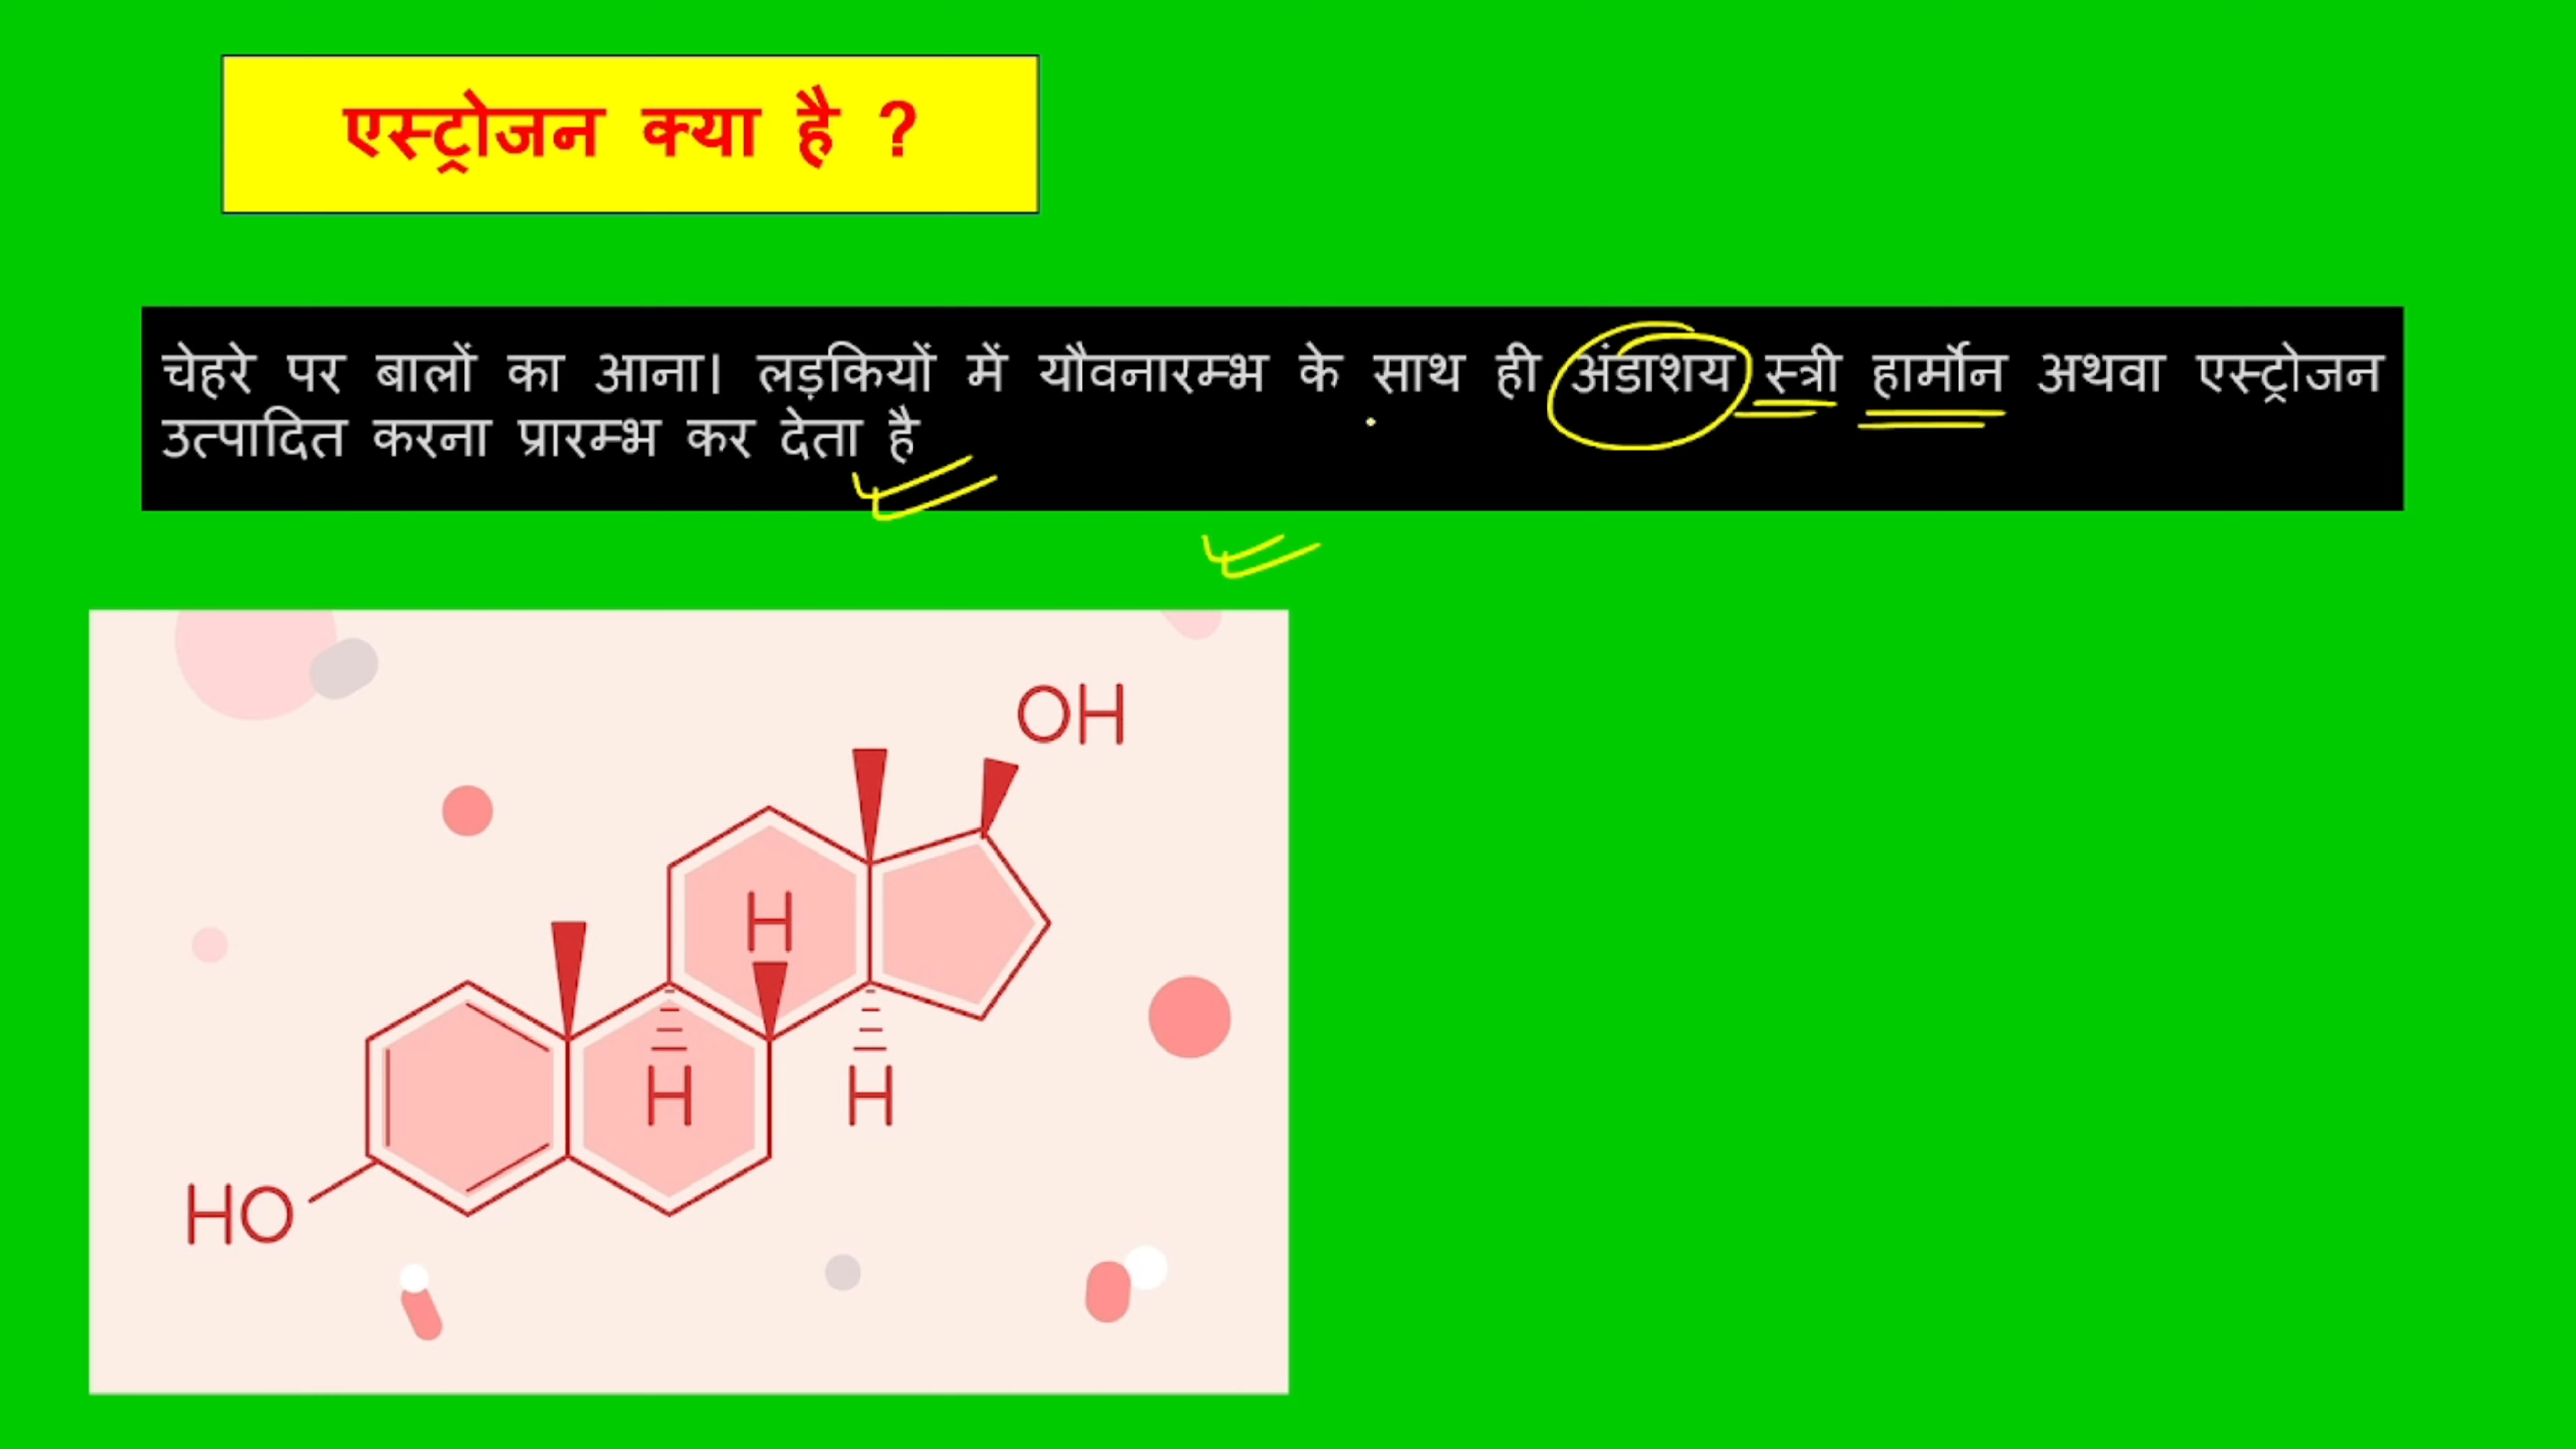 एस्ट्रोजन क्या है ?
चेहरे पर बालों का आना। लड़कियों में यौवनारम्भ के साथ ही अंडाशय स्त्री हार्मोन अथवा एस्ट्रोजन
उत्पादित करना प्रारम्भ कर देता है
OH
H
H
H
HO